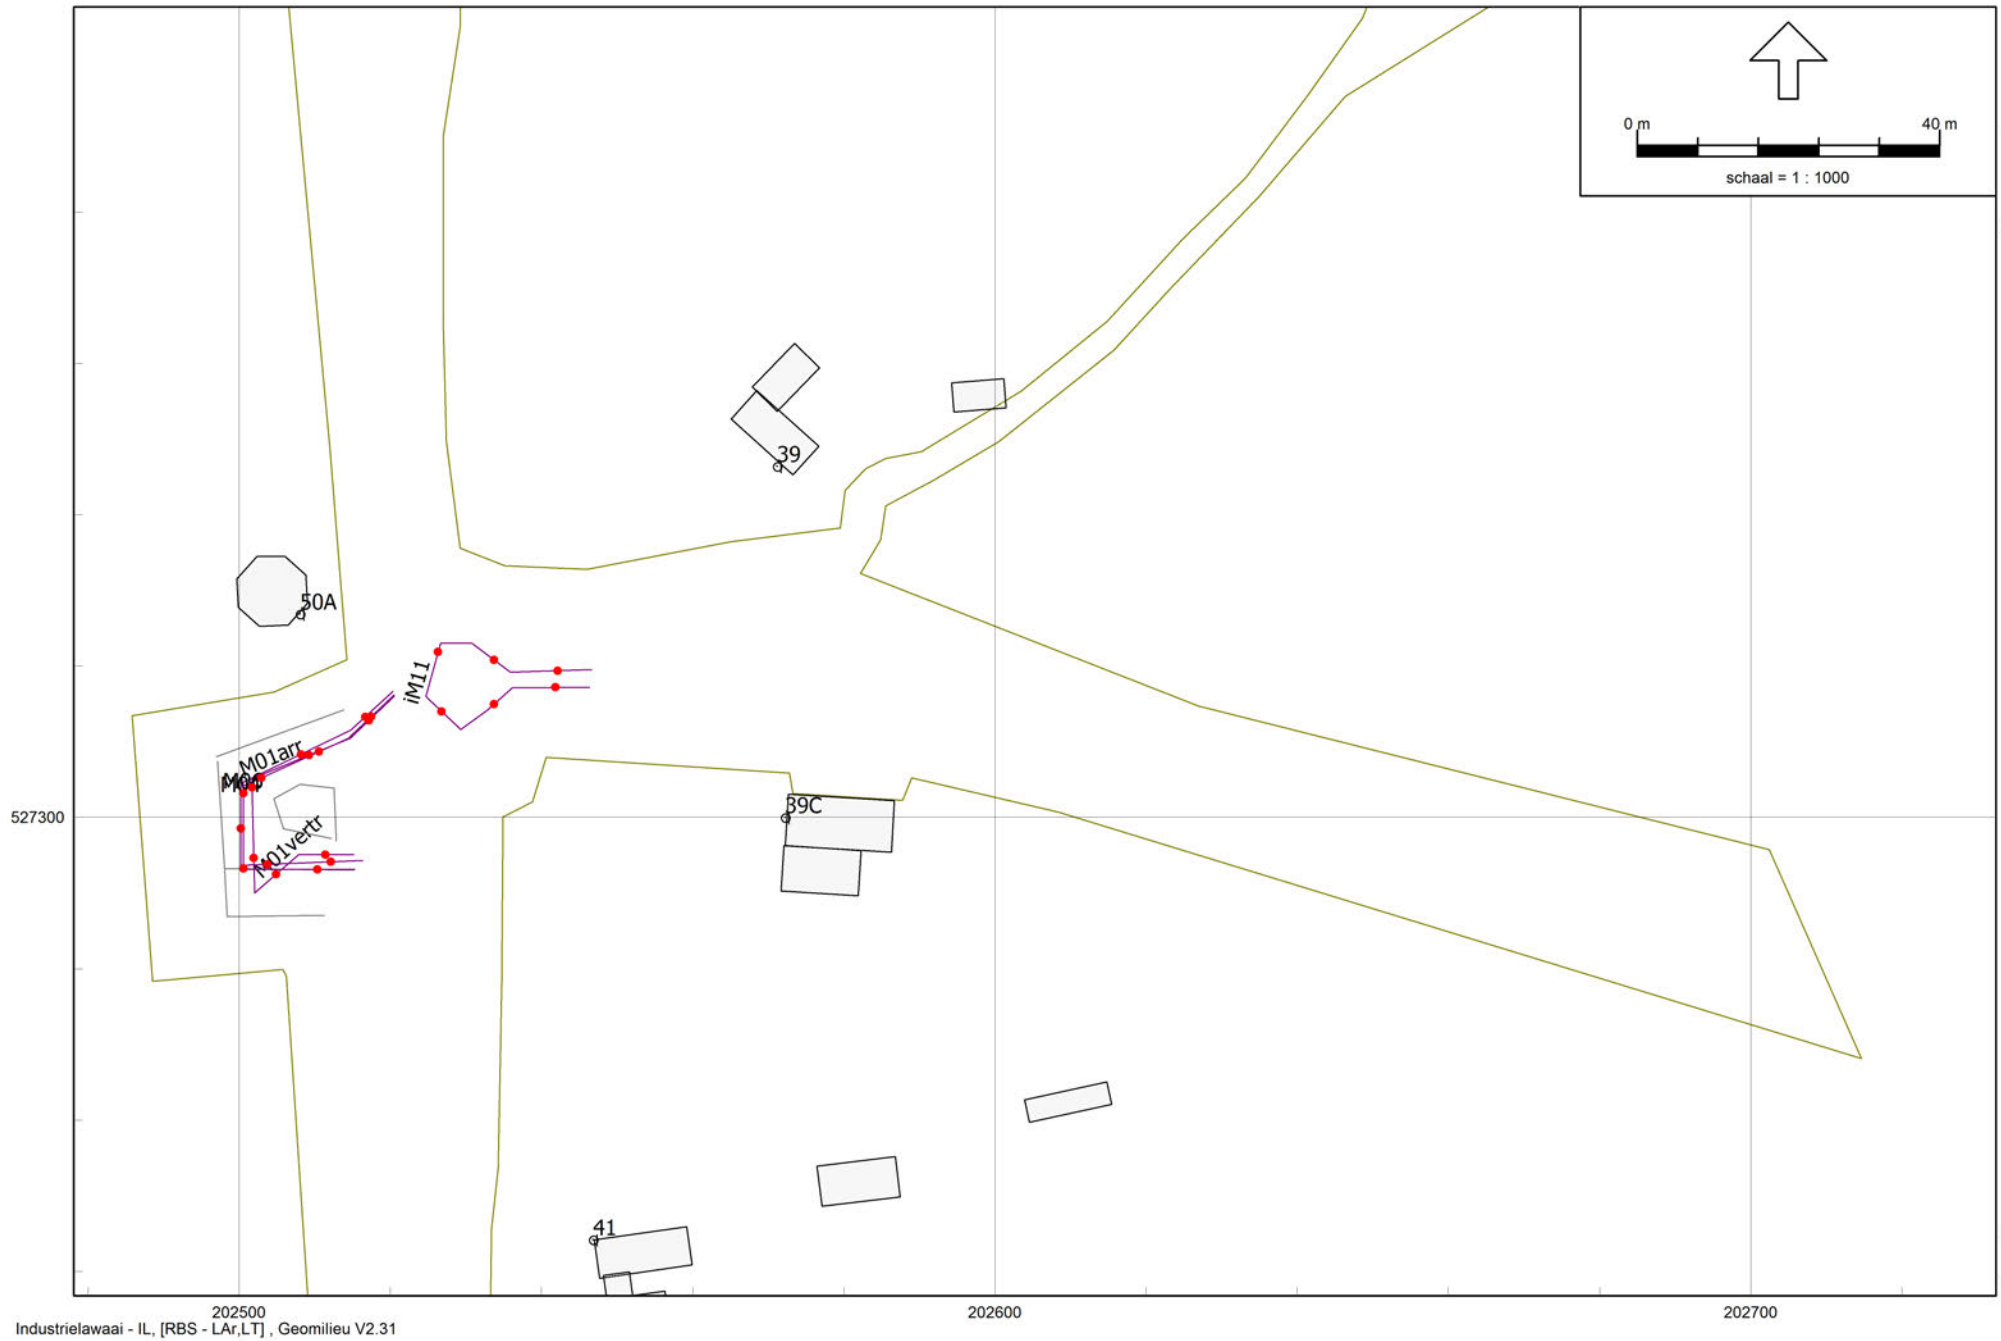 0 m 40 m
schaal = 1 : 1000
39
50A
iM11
M01arr
39C
M01vertr
527300
41
202500 202600 202700
Industrielawaai - IL, [RBS - LAr,LT] , Geomilieu V2.31